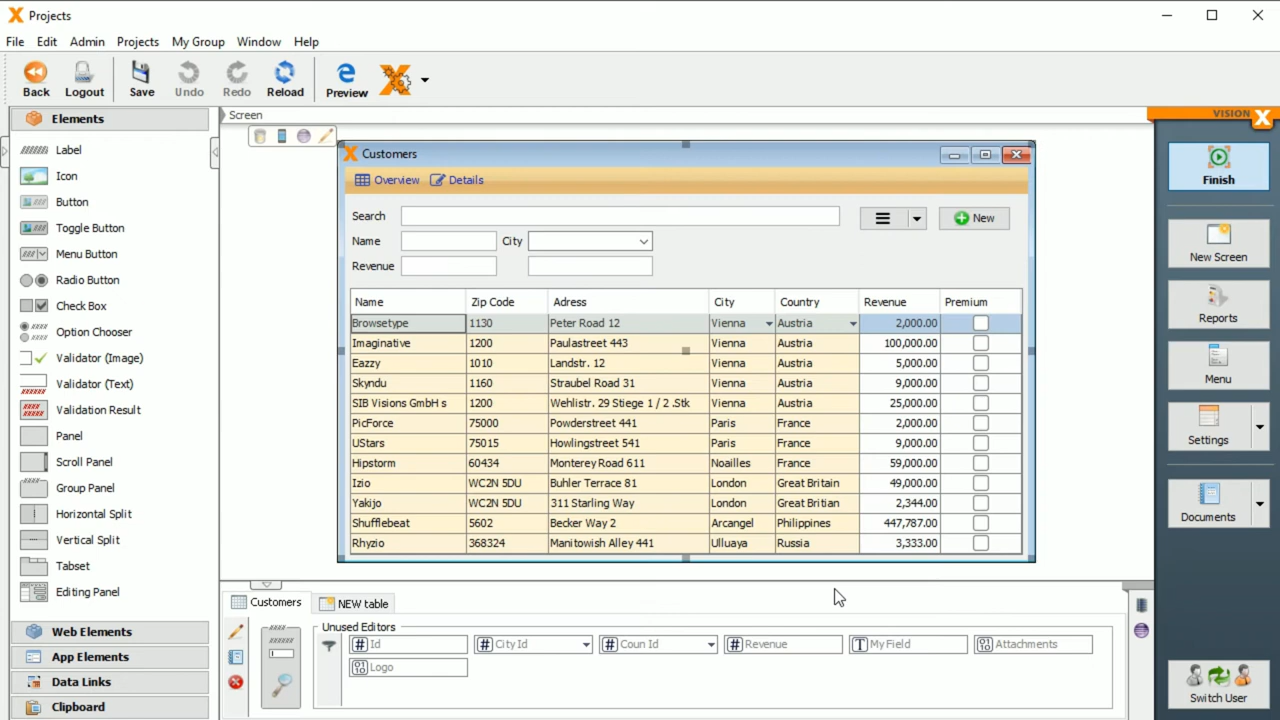 Projects
File Edit Admin Projects My Group Window Help
Back Logout Save Undo Redo Reload Preview
Elements
Label
Icon
Button
Toggle Button
Menu Button
Radio Button
Check Box
Option Chooser
Validator (Image)
Validator (Text)
Validation Result
Panel
Scroll Panel
Group Panel
Horizontal Split
Vertical Split
Tabset
Editing Panel
Web Elements
App Elements
Data Links
Clipboard
Screen
Customers
Overview Details
Search New
Name City
Revenue
Name Zip Code Adress City Country Revenue Premium
Browsetype 1130 Peter Road 12 Vienna Austria 2,000.00
Imaginative 1200 Paulastreet 443 Vienna Austria 100,000.00
Eazzy 1010 Landstr. 12 Vienna Austria 5,000.00
Skyndu 1160 Straubel Road 31 Vienna Austria 9,000.00
SIB Visions GmbH s 1200 Wehlistr. 29 Stiege 1 / 2 .Stk Vienna Austria 25,000.00
PicForce 75000 Powderstreet 441 Paris France 2,000.00
UStars 75015 Howlingstreet 541 Paris France 9,000.00
Hipstorm 60434 Monterey Road 611 Noailles France 59,000.00
Izio WC2N 5DU Buhler Terrace 81 London Great Britain 49,000.00
Yakijo WC2N 5DU 311 Starling Way London Great Britian 2,344.00
Shufflebeat 5602 Becker Way 2 Arcangel Philippines 447,787.00
Rhyzio 368324 Manitowish Alley 441 Ulluaya Russia 3,333.00
Customers NEW table
Unused Editors
# Id # City Id # Coun Id # Revenue T My Field Attachments
Logo
VISION X
Finish
New Screen
Reports
Menu
Settings
Documents
Switch User